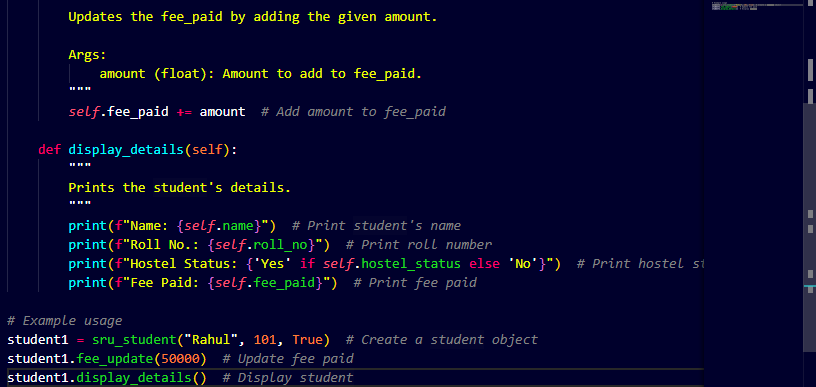 Updates the fee_paid by adding the given amount.
Args:
amount (float): Amount to add to fee_paid.
"""
self.fee_paid += amount  # Add amount to fee_paid
def display_details(self):
"""
Prints the student's details.
"""
print(f"Name: {self.name}")  # Print student's name
print(f"Roll No.: {self.roll_no}")  # Print roll number
print(f"Hostel Status: {'Yes' if self.hostel_status else 'No'}")  # Print hostel
print(f"Fee Paid: {self.fee_paid}")  # Print fee paid
# Example usage
student1 = sru_student("Rahul", 101, True)  # Create a student object
student1.fee_update(50000)  # Update fee paid
student1.display_details()  # Display student